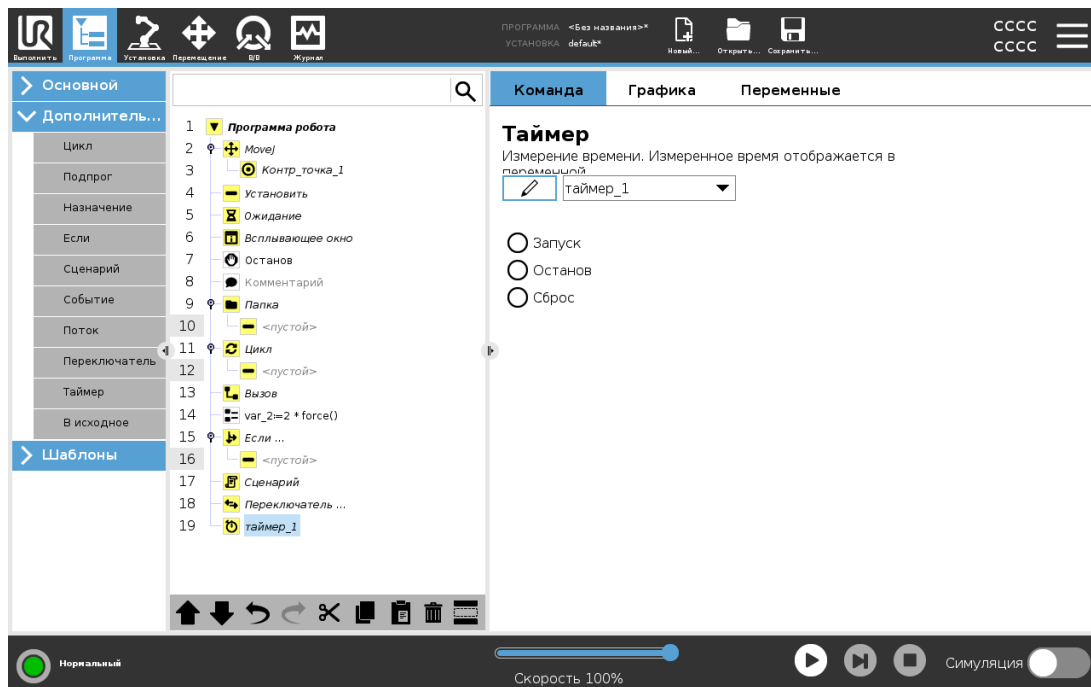 ПРОГРАММА <Без названия>*
УСТАНОВКА default*
Новый... Открыть... Сохранить...
CCCC
CCCC
UR
Выполнить Программа Установка Перемещение В/В Журнал
Основной
Дополнитель...
Цикл
Подпрог
Назначение
Если
Сценарий
Событие
Поток
Переключатель
Таймер
В исходное
Шаблоны
1 Программа робота
2 MoveJ
3 Контр_точка_1
4 Установить
5 Ожидание
6 Всплывающее окно
7 Останов
8 Комментарий
9 Папка
10 <пустой>
11 Цикл
12 <пустой>
13 Вызов
14 var_2:=2 * force()
15 Если ...
16 <пустой>
17 Сценарий
18 Переключатель ...
19 таймер_1
Команда Графика Переменные
Таймер
Измерение времени. Измеренное время отображается в
переменной
таймер_1
Запуск
Останов
Сброс
Нормальный
Скорость 100%
Симуляция